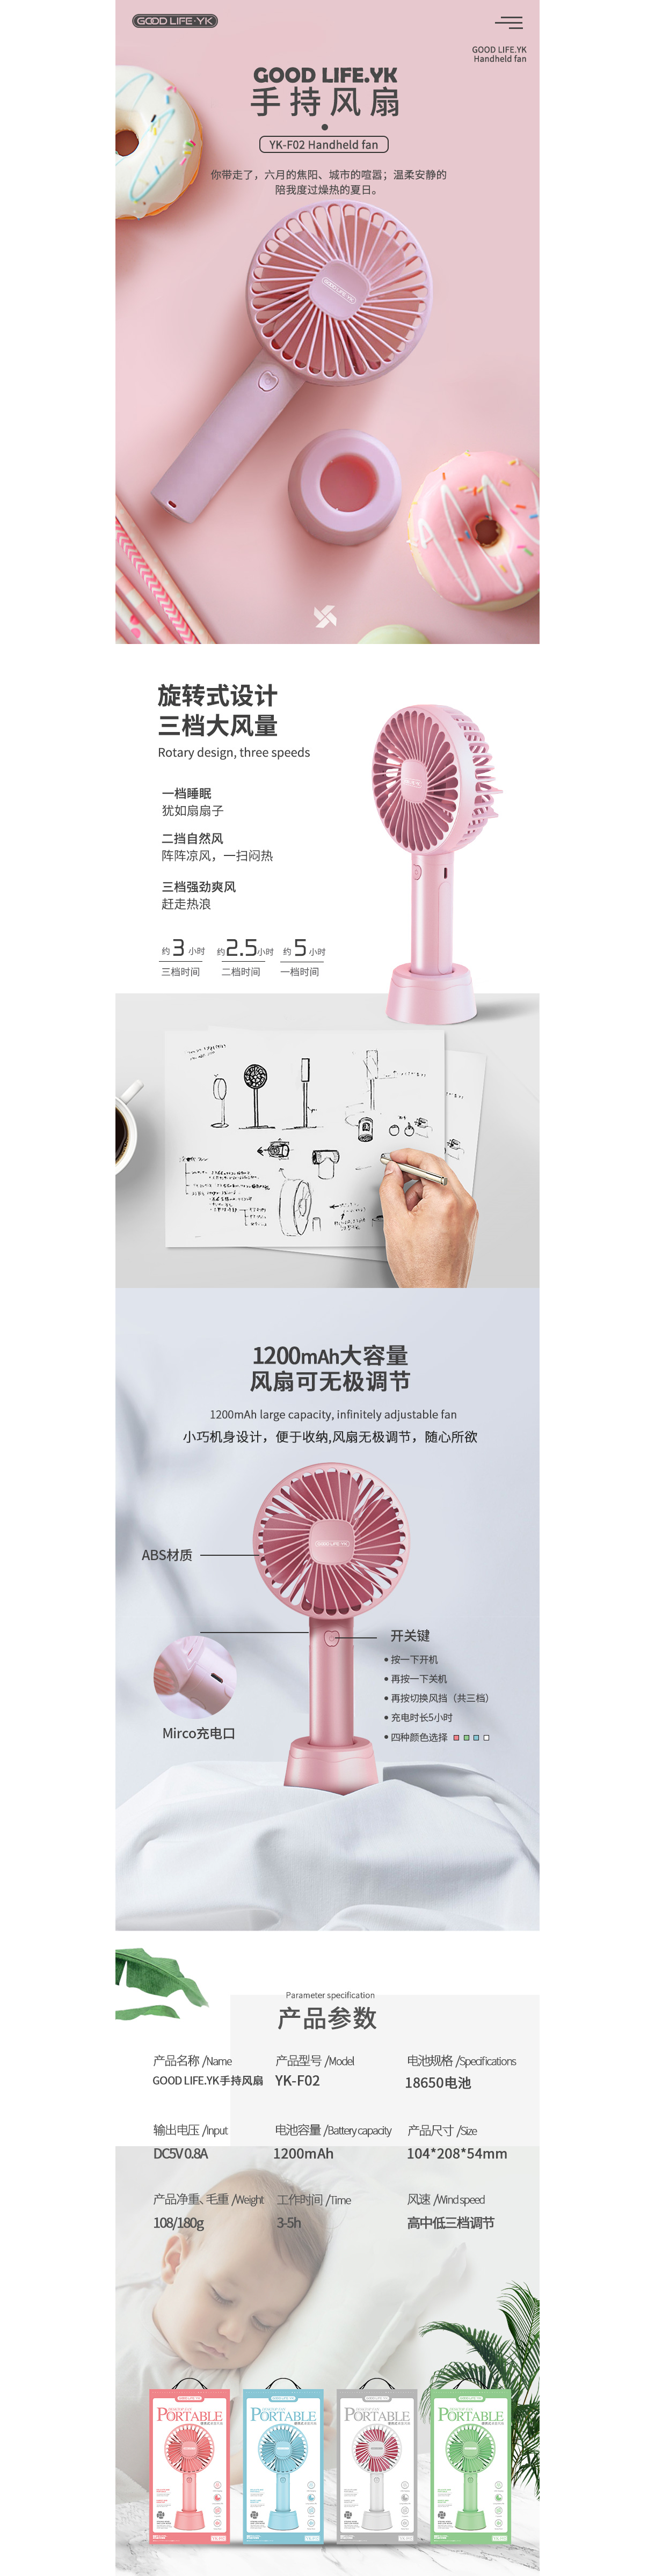 GOOD LIFE·YK
GOOD LIFE.YK
Handheld fan
GOOD LIFE.YK
手持风扇
YK-F02 Handheld fan
你带走了，六月的焦阳、城市的喧嚣；温柔安静的
陪我度过燥热的夏日。
GOOD LIFE·YK
旋转式设计
三档大风量
Rotary design, three speeds
一档睡眠
犹如扇扇子
二挡自然风
阵阵凉风，一扫闷热
三档强劲爽风
赶走热浪
约3小时 约2.5小时 约5小时
三档时间 二档时间 一档时间
1200mAh大容量
风扇可无极调节
1200mAh large capacity, infinitely adjustable fan
小巧机身设计，便于收纳,风扇无极调节，随心所欲
GOOD LIFE·YK
ABS材质
开关键
按一下开机
再按一下关机
再按切换风挡（共三档）
充电时长5小时
四种颜色选择
Mirco充电口
Parameter specification
产品参数
产品名称 /Name 产品型号 /Model 电池规格 /Specifications
GOOD LIFE.YK手持风扇 YK-F02 18650电池
输出电压 /Input 电池容量 /Battery capacity 产品尺寸 /Size
DC5V 0.8A 1200mAh 104*208*54mm
产品净重、毛重 /Weight 工作时间 /Time 风速 /Wind speed
108/180g 3-5h 高中低三档调节
PORTABLE PORTABLE PORTABLE PORTABLE